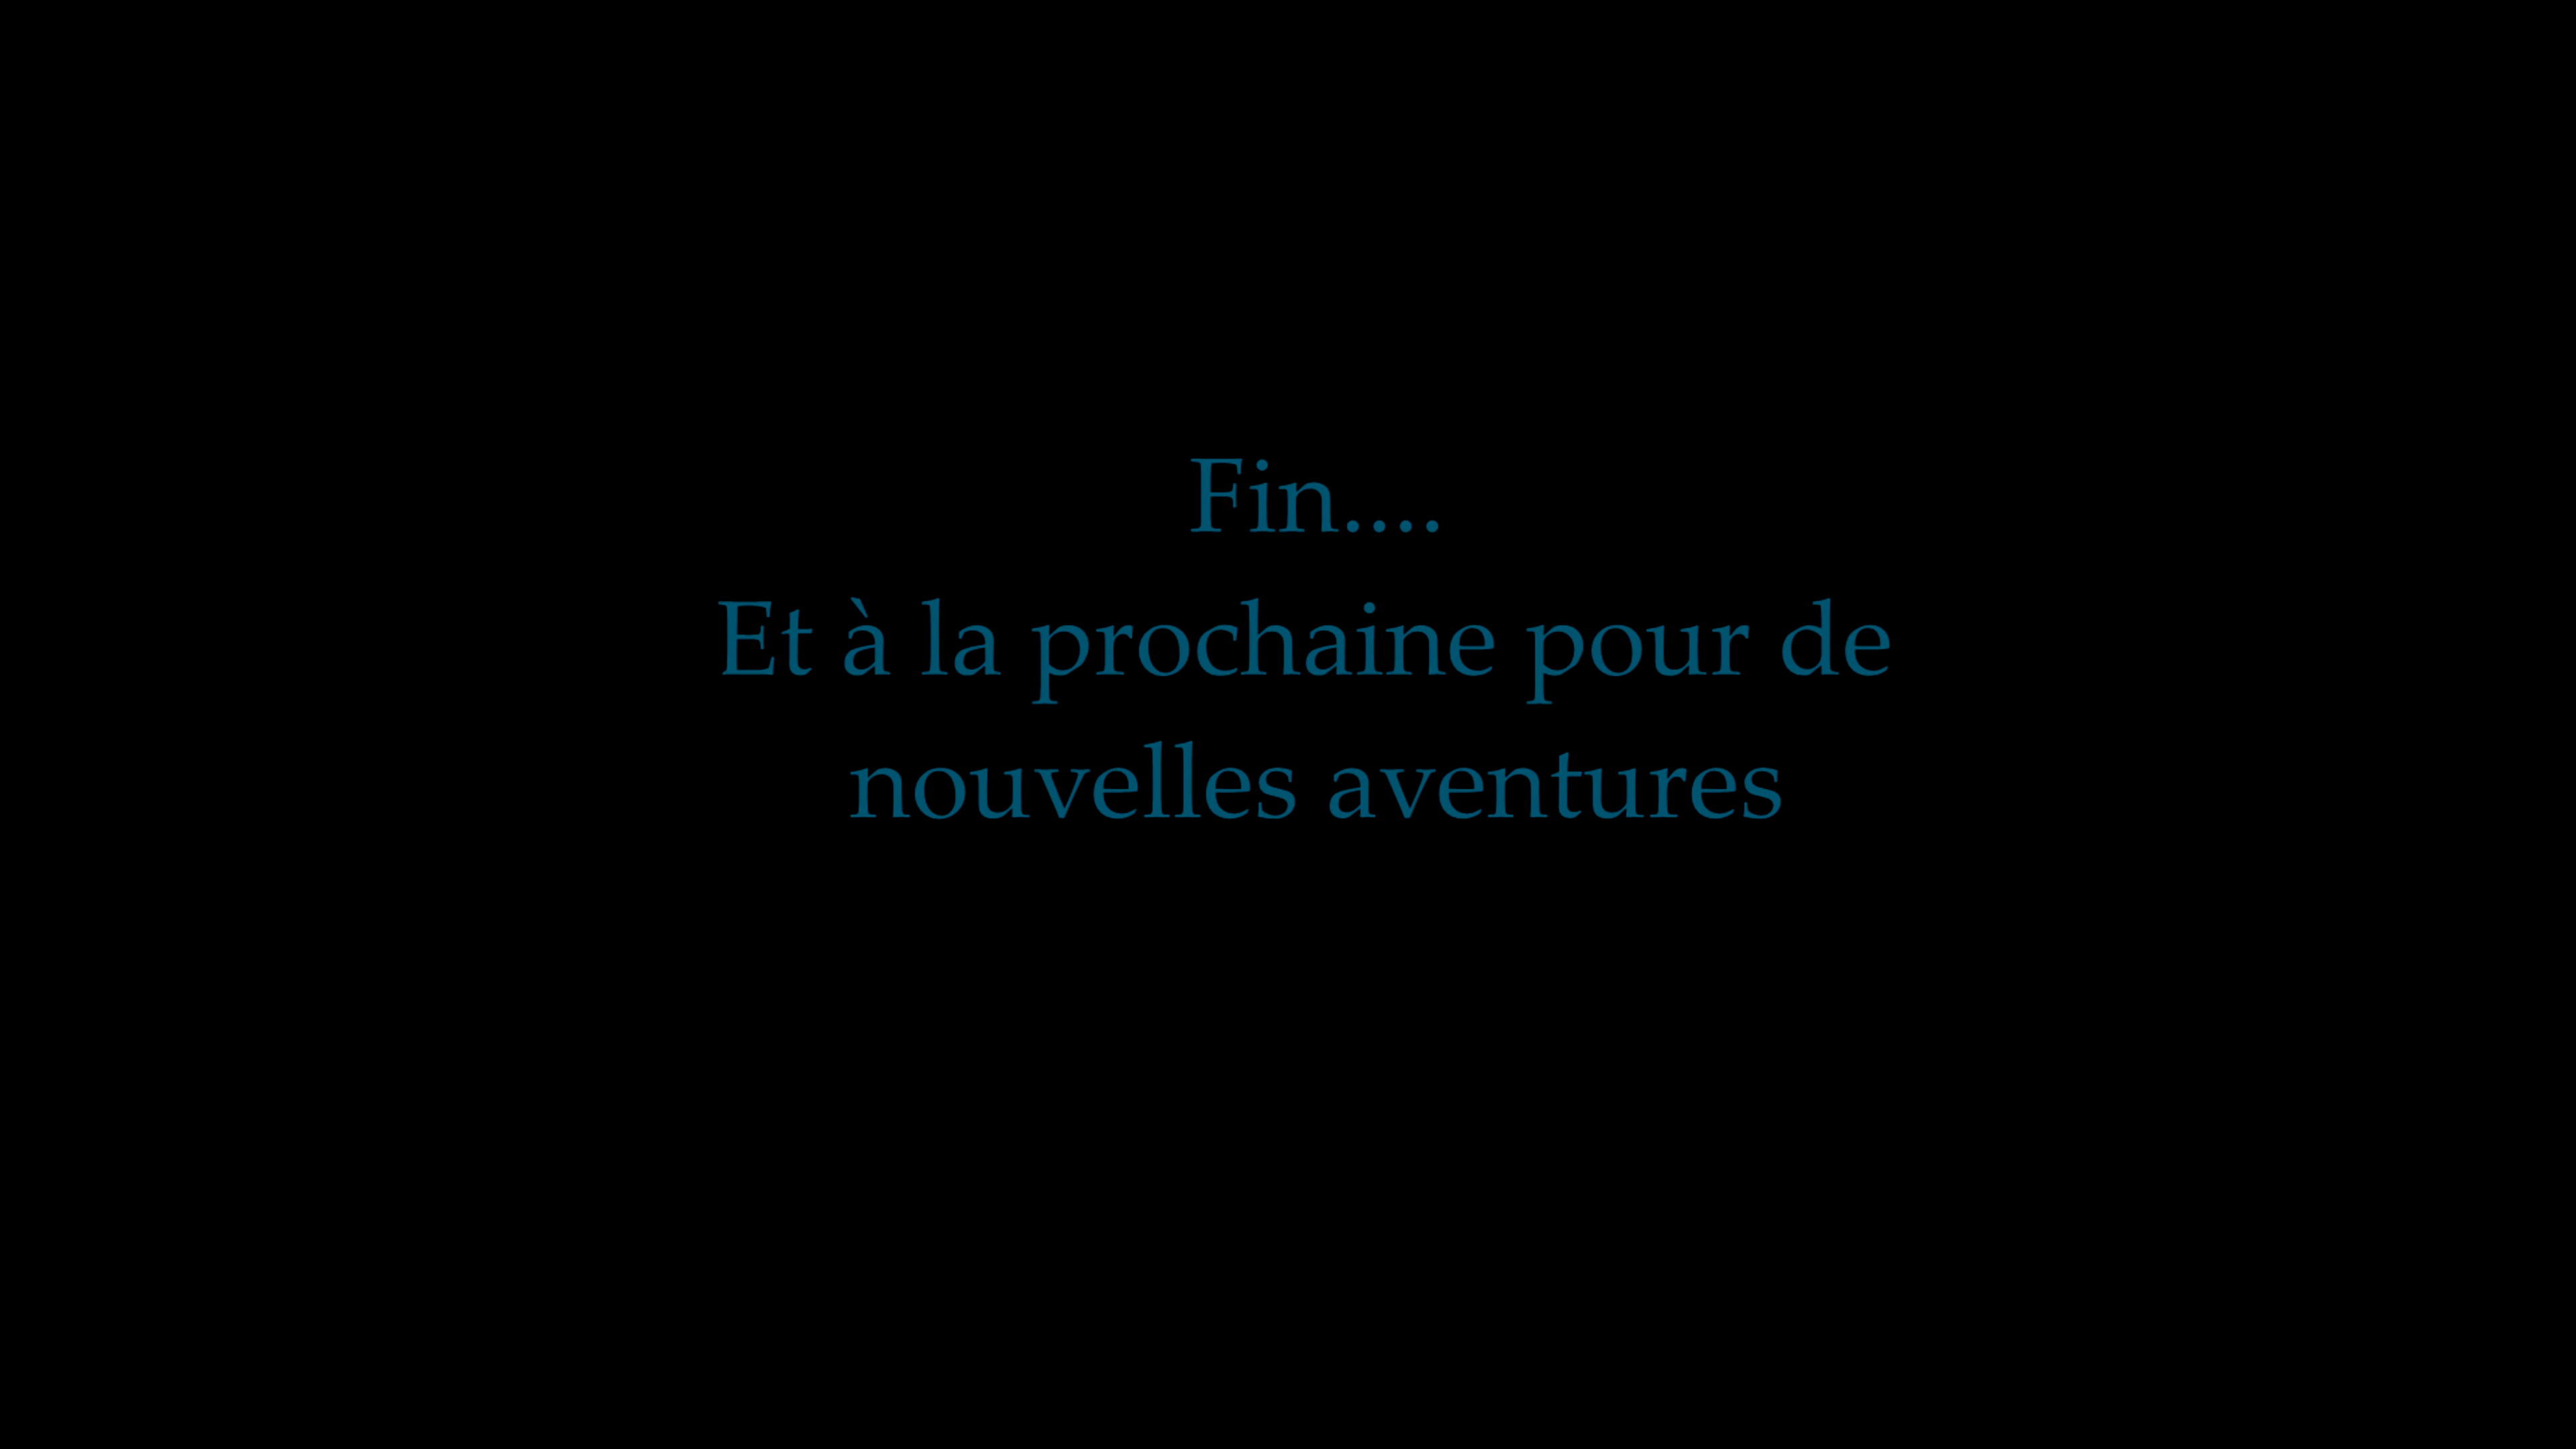 Fin....
Et à la prochaine pour de
nouvelles aventures